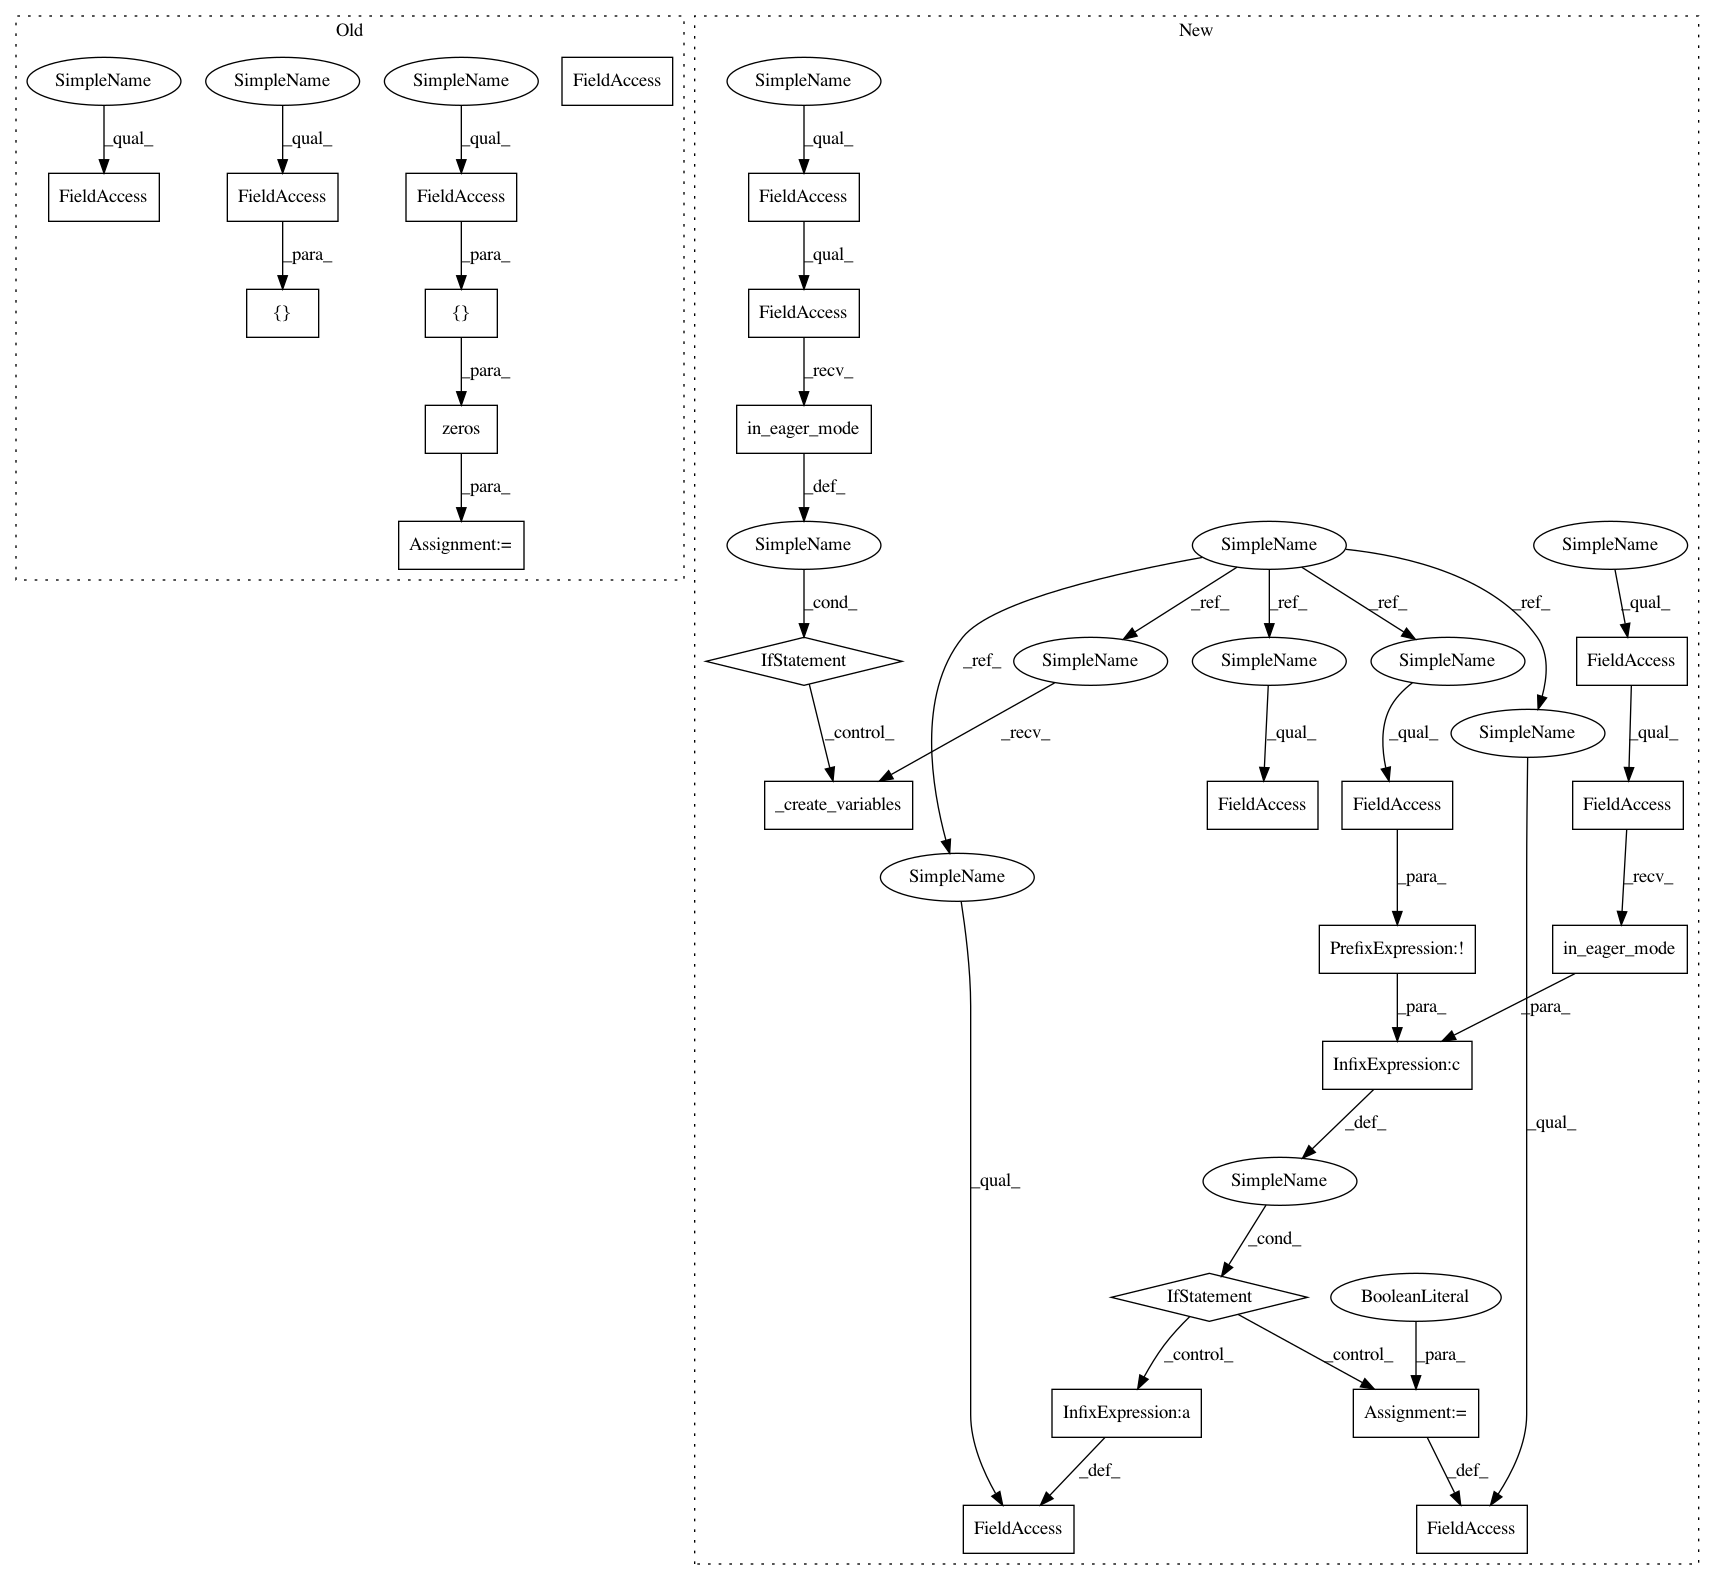 Old
New
SimpleName
SimpleName
SimpleName
FieldAccess
SimpleName
_qual_
_qual_
_qual_
_qual_
FieldAccess
FieldAccess
FieldAccess
FieldAccess
_para_
_para_
_qual_
{}
{}
FieldAccess
_para_
_recv_
zeros
in_eager_mode
_para_
_def_
Assignment:=
SimpleName
SimpleName
SimpleName
_cond_
_ref_
_ref_
_ref_
_ref_
_qual_
IfStatement
_ref_
SimpleName
SimpleName
SimpleName
FieldAccess
_control_
_recv_
_qual_
_qual_
SimpleName
_qual_
_create_variables
FieldAccess
FieldAccess
FieldAccess
SimpleName
_para_
_recv_
PrefixExpression:!
in_eager_mode
_para_
_para_
InfixExpression:c
_def_
_qual_
_qual_
SimpleName
_cond_
IfStatement
BooleanLiteral
_control_
_control_
_para_
InfixExpression:a
Assignment:=
_def_
_def_
FieldAccess
FieldAccess